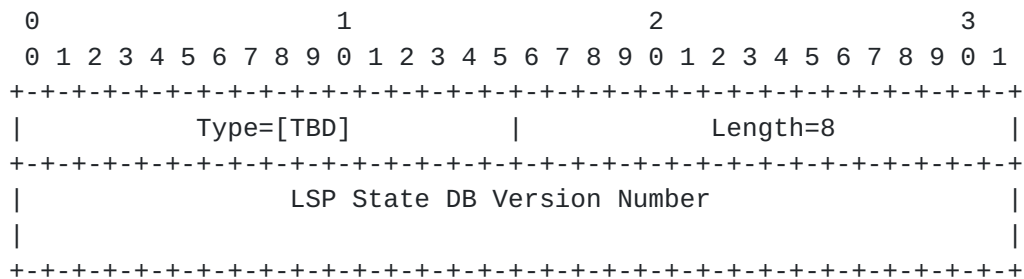 0                   1                   2                   3
 0 1 2 3 4 5 6 7 8 9 0 1 2 3 4 5 6 7 8 9 0 1 2 3 4 5 6 7 8 9 0 1
+-+-+-+-+-+-+-+-+-+-+-+-+-+-+-+-+-+-+-+-+-+-+-+-+-+-+-+-+-+-+-+-+
|           Type=[TBD]          |            Length=8           |
+-+-+-+-+-+-+-+-+-+-+-+-+-+-+-+-+-+-+-+-+-+-+-+-+-+-+-+-+-+-+-+-+
|                 LSP State DB Version Number                   |
|                                                               |
+-+-+-+-+-+-+-+-+-+-+-+-+-+-+-+-+-+-+-+-+-+-+-+-+-+-+-+-+-+-+-+-+